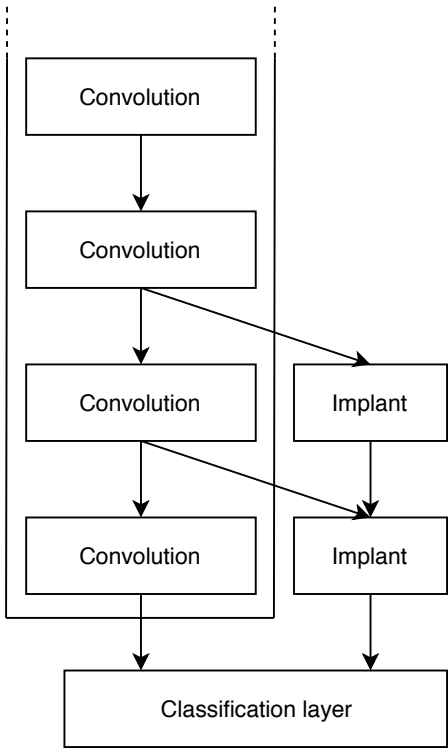 Convolution
Convolution
Convolution
Implant
Convolution
Implant
Classification layer